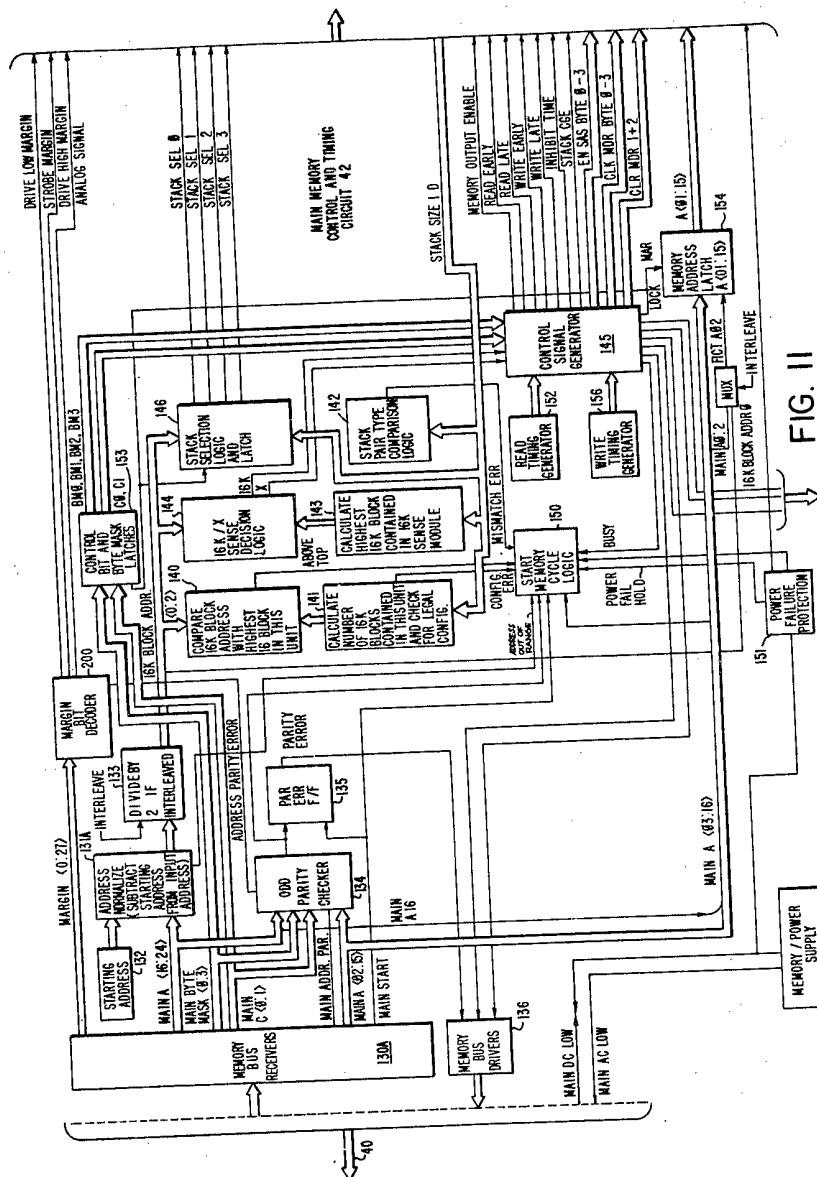 DRIVE LOW MARGIN
STROBE MARGIN
DRIVE HIGH MARGIN
ANALOG SIGNAL
STACK SEL 0
STACK SEL 1
STACK SEL 2
STACK SEL 3
MAIN MEMORY
CONTROL AND TIMING
CIRCUIT 42
STACK SIZE I D
MEMORY OUTPUT ENABLE
READ EARLY
READ LATE
WRITE EARLY
WRITE LATE
INHIBIT TIME
STACK CGE
EN SAS BYTE 0-3
CLK MDR BYTE 0-3
CLR MDR 1+2
A<01:15>
MARGIN <0:27>
MARGIN
BIT
DECODER
200
BM0, BM1, BM2, BM3
CONTROL
BIT AND
BYTE MASK
LATCHES
153
C0, C1
16K BLOCK ADDR.
INTERLEAVE
133
DIVIDE BY
2 IF
INTERLEAVED
131A
ADDRESS
NORMALIZE
(SUBTRACT
STARTING
ADDRESS
FROM INPUT
ADDRESS)
STARTING
ADDRESS
132
MAIN A <16:24>
MAIN BYTE
MASK <0:3>
MAIN
C <0:1>
MAIN ADDR. PAR.
MAIN A <02:15>
MAIN START
MEMORY
BUS
RECEIVERS
130A
ADDRESS PARITY ERROR
ODD
PARITY
CHECKER
134
MAIN
A16
PAR
ERR
F/F
135
PARITY
ERROR
MEMORY
BUS
DRIVERS
136
40
MAIN DC LOW
MAIN AC LOW
MEMORY/POWER
SUPPLY
146
STACK
SELECTION
LOGIC
AND
LATCH
144
16K/X
SENSE
DECISION
LOGIC
16K
X
142
STACK
PAIR TYPE
COMPARISON
LOGIC
140
<0:2>
COMPARE
16K BLOCK
ADDRESS
WITH
HIGHEST
16 BLOCK
IN THIS
UNIT
ABOVE
TOP
143
CALCULATE
HIGHEST
16K BLOCK
CONTAINED
IN 16K
SENSE
MODULE
141
CALCULATE
NUMBER
OF 16K
BLOCKS
CONTAINED
IN THIS UNIT
AND CHECK
FOR LEGAL
CONFIG.
MISMATCH ERR
CONFIG.
ERR
ADDRESS
OUT OF
RANGE
150
START
MEMORY
CYCLE
LOGIC
BUSY
POWER
FAIL
HOLD
POWER
FAILURE
PROTECTION
151
READ
TIMING
GENERATOR
152
WRITE
TIMING
GENERATOR
156
CONTROL
SIGNAL
GENERATOR
145
LOCK
MAR
MEMORY
ADDRESS
LATCH
A<01:15>
154
FICT A02
MUX
MAIN A0:2
INTERLEAVE
16K BLOCK ADDR 0
MAIN A <03:16>
FIG. 11